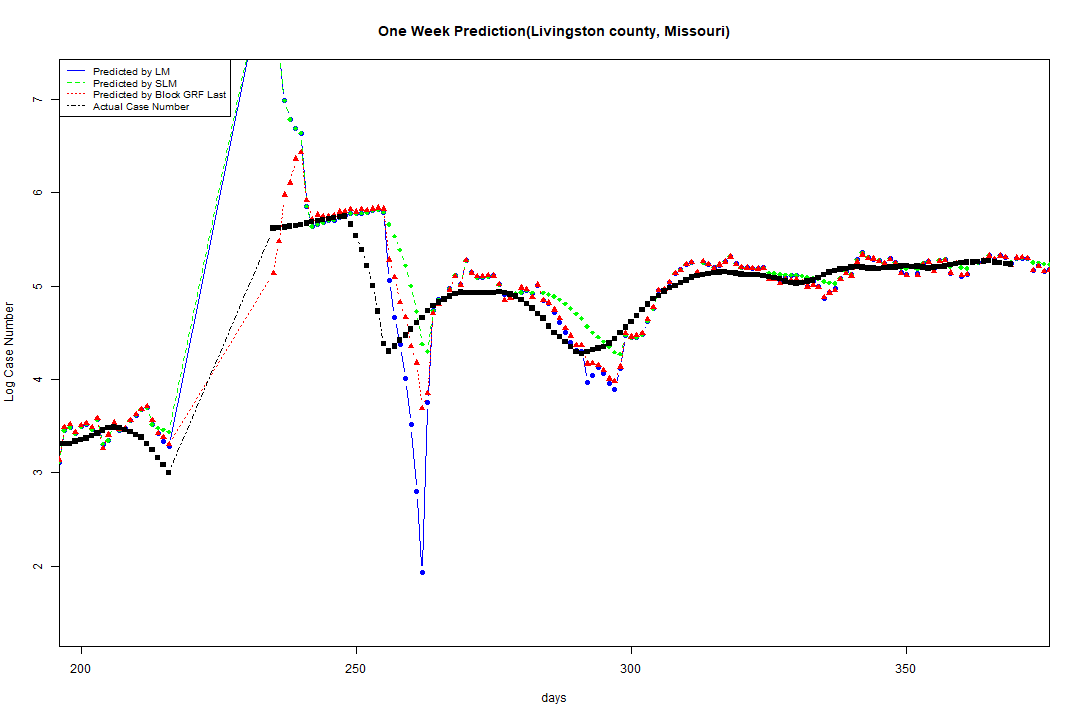 One Week Prediction(Livingston county, Missouri)
Predicted by LM
Predicted by SLM
Predicted by Block GRF Last
Actual Case Number
Log Case Number
7
6
5
4
3
2
200
250
300
350
days